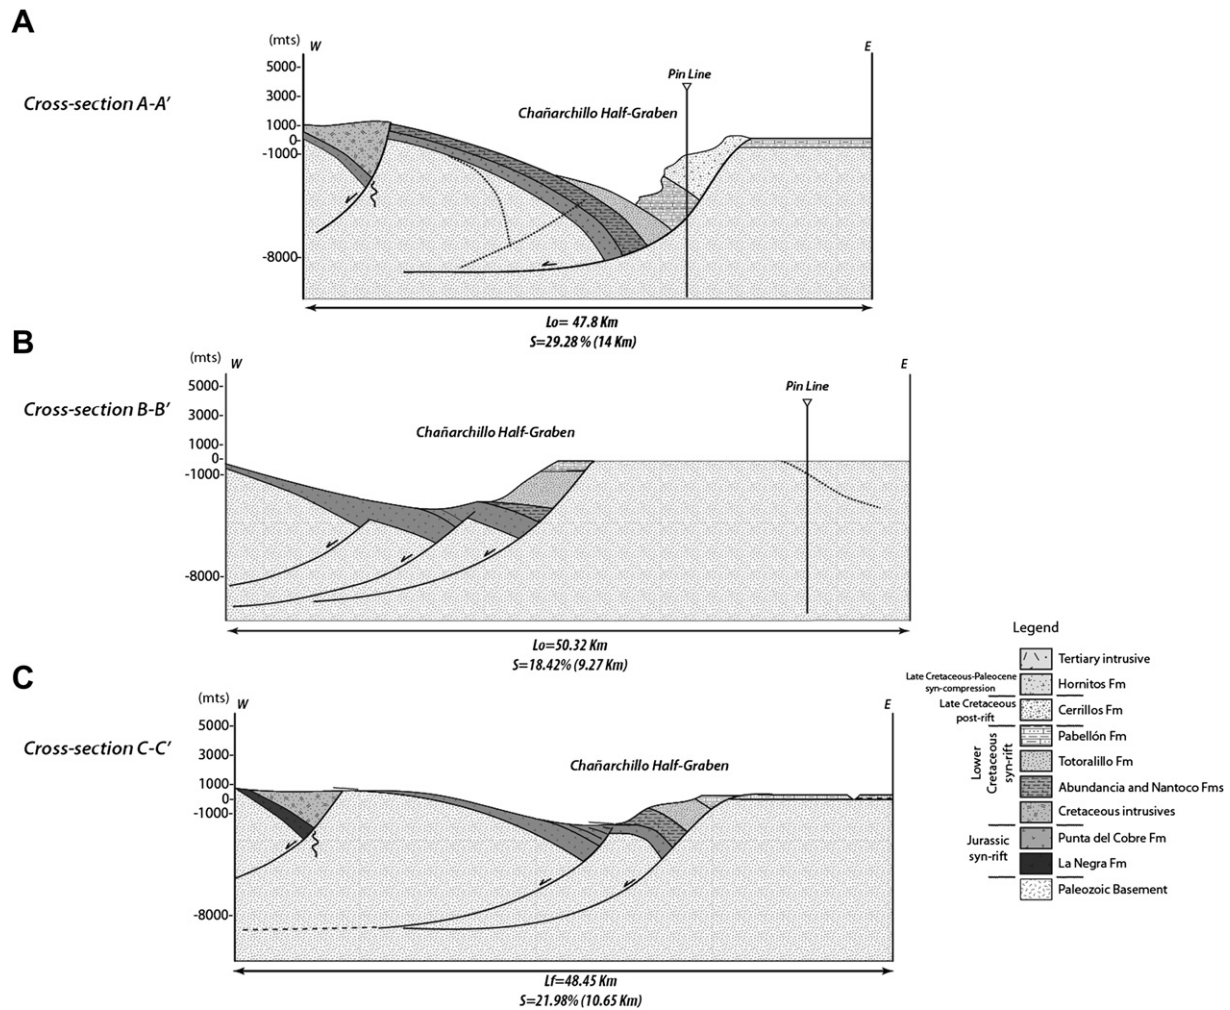 A
Cross-section A-A'
(mts)
W
E
5000-
3000-
1000-
0-
-1000-
-8000-
Pin Line
Chañarchillo Half-Graben
Lo= 47.8 Km
S=29.28 % (14 Km)
B
Cross-section B-B'
(mts)
W
E
5000-
3000-
1000-
0-
-1000-
-8000-
Pin Line
Chañarchillo Half-Graben
Lo=50.32 Km
S=18.42% (9.27 Km)
C
Cross-section C-C'
(mts)
W
E
5000-
3000-
1000-
0-
-1000-
-8000-
Chañarchillo Half-Graben
Lf=48.45 Km
S=21.98% (10.65 Km)
Legend
Tertiary intrusive
Late Cretaceous-Paleocene
syn-compression
Hornitos Fm
Late Cretaceous
post-rift
Cerrillos Fm
Lower
Cretaceous
syn-rift
Pabellón Fm
Totoralillo Fm
Abundancia and Nantoco Fms
Cretaceous intrusives
Jurassic
syn-rift
Punta del Cobre Fm
La Negra Fm
Paleozoic Basement